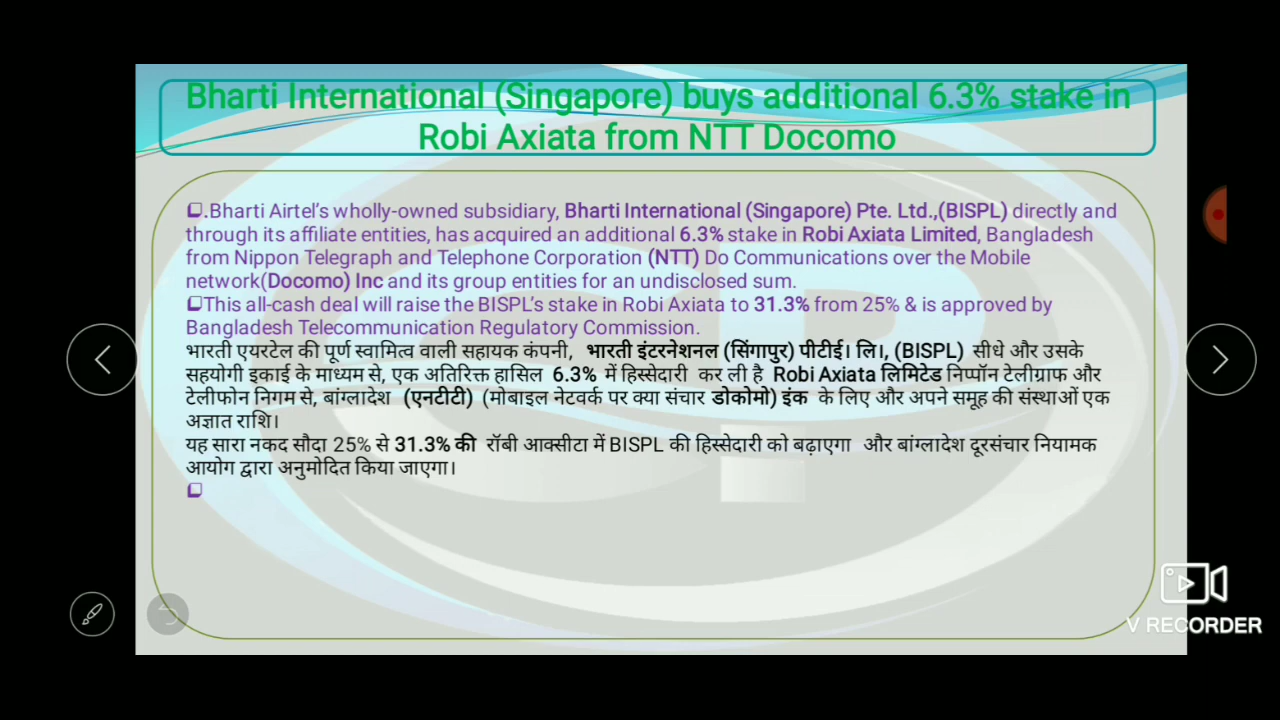 Bharti International (Singapore) buys additional 6.3% stake in
Robi Axiata from NTT Docomo
.Bharti Airtel's wholly-owned subsidiary, Bharti International (Singapore) Pte. Ltd.,(BISPL) directly and
through its affiliate entities, has acquired an additional 6.3% stake in Robi Axiata Limited, Bangladesh
from Nippon Telegraph and Telephone Corporation (NTT) Do Communications over the Mobile
network(Docomo) Inc and its group entities for an undisclosed sum.
This all-cash deal will raise the BISPL's stake in Robi Axiata to 31.3% from 25% & is approved by
Bangladesh Telecommunication Regulatory Commission.
भारती एयरटेल की पूर्ण स्वामित्व वाली सहायक कंपनी, भारती इंटरनेशनल (सिंगापुर) पीटीई। लि।, (BISPL) सीधे और उसके
सहयोगी इकाई के माध्यम से, एक अतिरिक्त हासिल 6.3% में हिस्सेदारी कर ली है Robi Axiata लिमिटेड निप्पॉन टेलीग्राफ और
टेलीफोन निगम से, बांग्लादेश (एनटीटी) (मोबाइल नेटवर्क पर क्या संचार डोकोमो) इंक के लिए और अपने समूह की संस्थाओं एक
अज्ञात राशि।
यह सारा नकद सौदा 25% से 31.3% की रॉबी आक्सीटा में BISPL की हिस्सेदारी को बढ़ाएगा और बांग्लादेश दूरसंचार नियामक
आयोग द्वारा अनुमोदित किया जाएगा।
V RECORDER